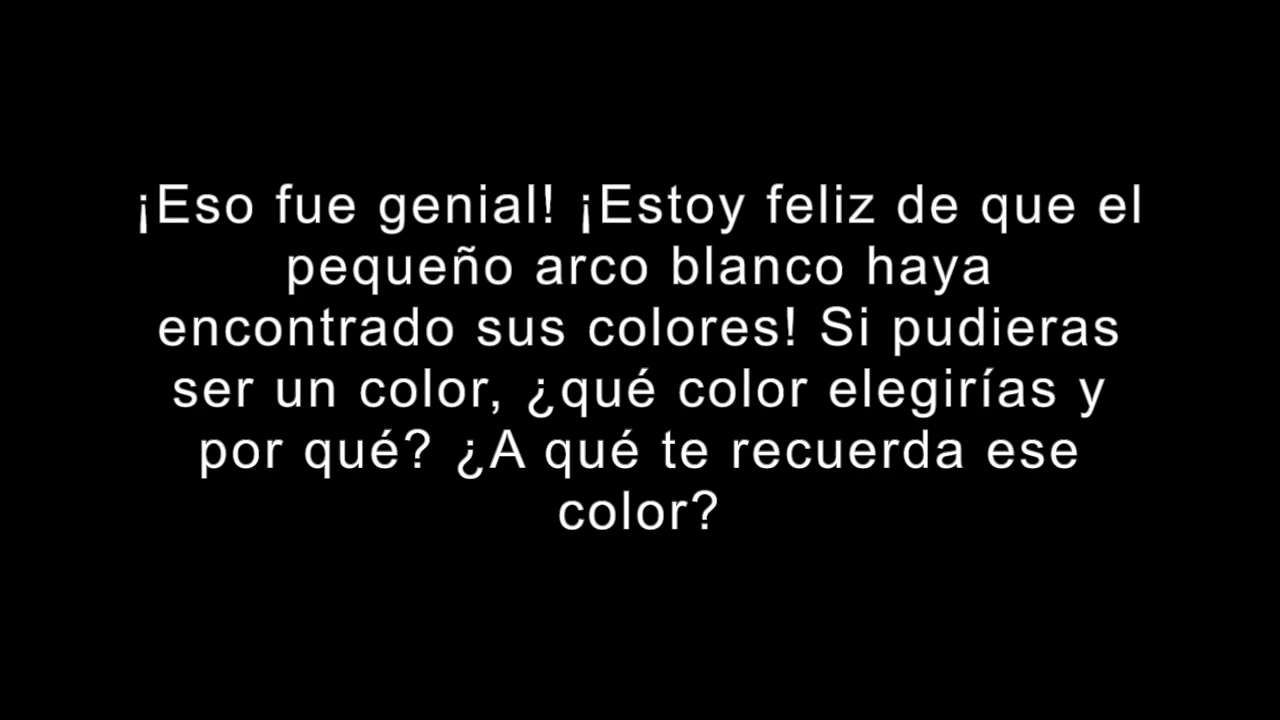 ¡Eso fue genial! ¡Estoy feliz de que el
pequeño arco blanco haya
encontrado sus colores! Si pudieras
ser un color, ¿qué color elegirías y
por qué? ¿A qué te recuerda ese
color?